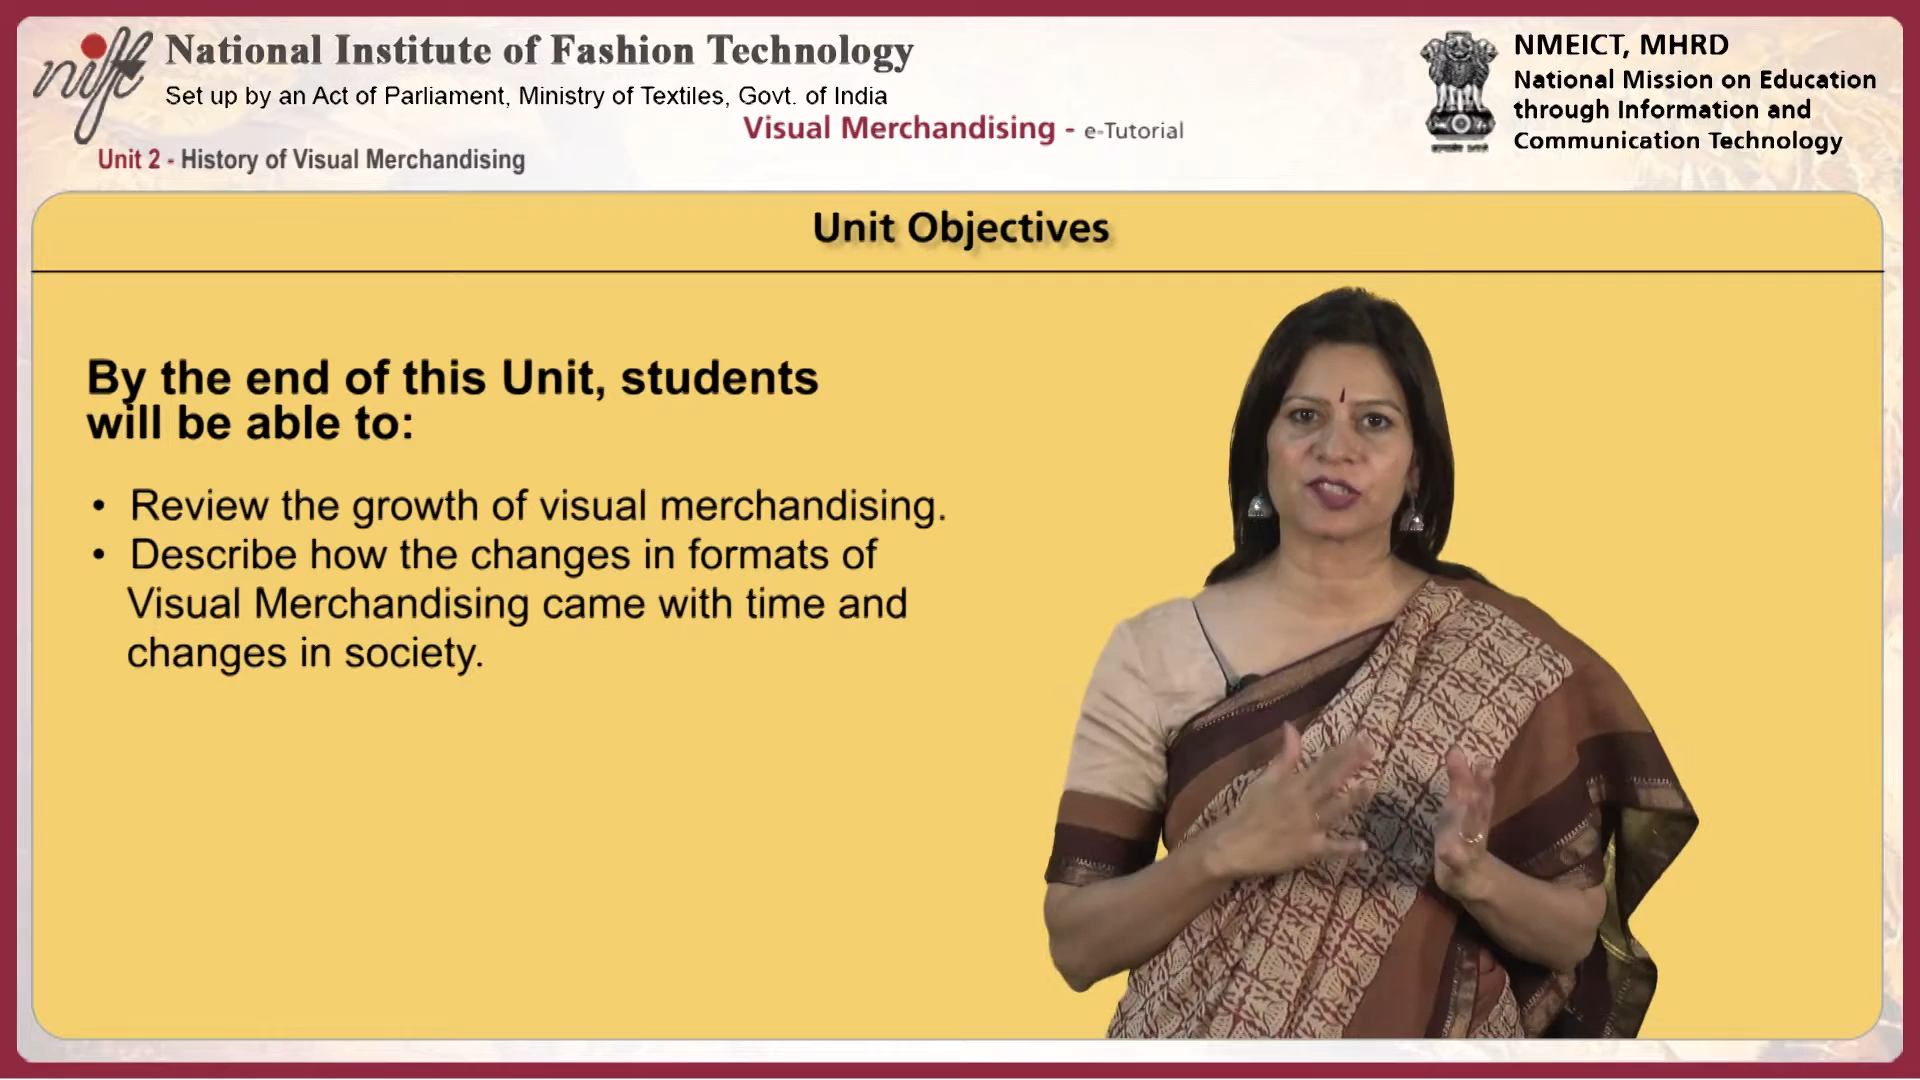 nift
National Institute of Fashion Technology
Set up by an Act of Parliament, Ministry of Textiles, Govt. of India
Visual Merchandising - e-Tutorial
Unit 2 - History of Visual Merchandising
NMEICT, MHRD
National Mission on Education
through Information and
Communication Technology
Unit Objectives
By the end of this Unit, students
will be able to:
• Review the growth of visual merchandising.
• Describe how the changes in formats of
Visual Merchandising came with time and
changes in society.